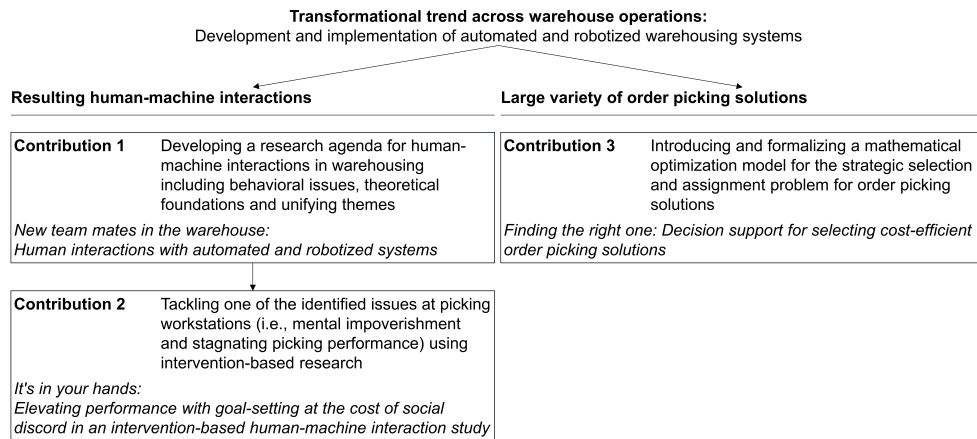 Transformational trend across warehouse operations:
Development and implementation of automated and robotized warehousing systems
Resulting human-machine interactions
Contribution 1
Developing a research agenda for human-
machine interactions in warehousing
including behavioral issues, theoretical
foundations and unifying themes
New team mates in the warehouse:
Human interactions with automated and robotized systems
Contribution 2
Tackling one of the identified issues at picking
workstations (i.e., mental impoverishment
and stagnating picking performance) using
intervention-based research
It's in your hands:
Elevating performance with goal-setting at the cost of social
discord in an intervention-based human-machine interaction study
Large variety of order picking solutions
Contribution 3
Introducing and formalizing a mathematical
optimization model for the strategic selection
and assignment problem for order picking
solutions
Finding the right one: Decision support for selecting cost-efficient
order picking solutions